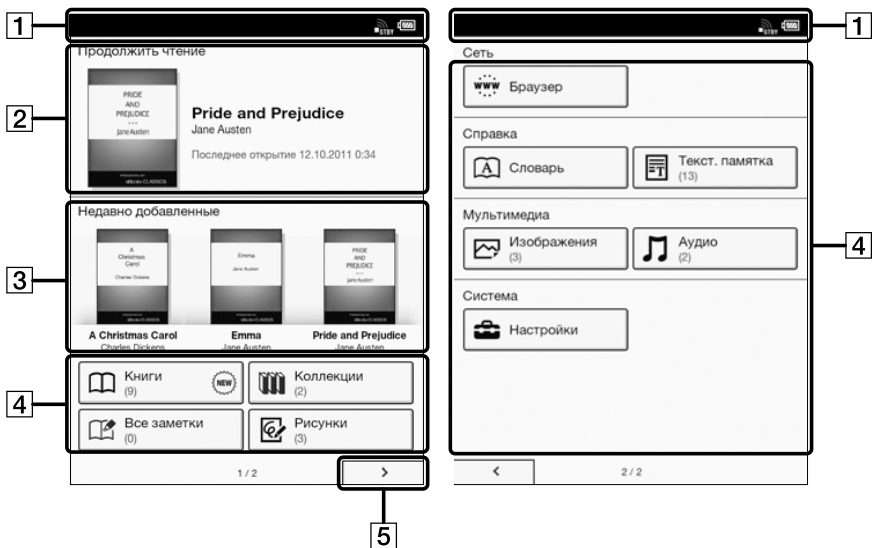 1
STBY
Продолжить чтение
2
PRIDE
AND
PREJUDICE
Jane Austen
eBooks CLASSICS
Pride and Prejudice
Jane Austen
Последнее открытие 12.10.2011 0:34
3
Недавно добавленные
A
Christmas
Carol
Charles Dickens
Emma
Jane Austen
PRIDE
AND
PREJUDICE
Jane Austen
A Christmas Carol
Charles Dickens
Emma
Jane Austen
Pride and Prejudice
Jane Austen
4
Книги
(9)
NEW
Коллекции
(2)
Все заметки
(0)
Рисунки
(3)
1 / 2
>
5
STBY
1
Сеть
www
Браузер
Справка
A
Словарь
T
Текст. памятка
(13)
Мультимедиа
Изображения
(3)
Аудио
(2)
4
Система
Настройки
<
2 / 2